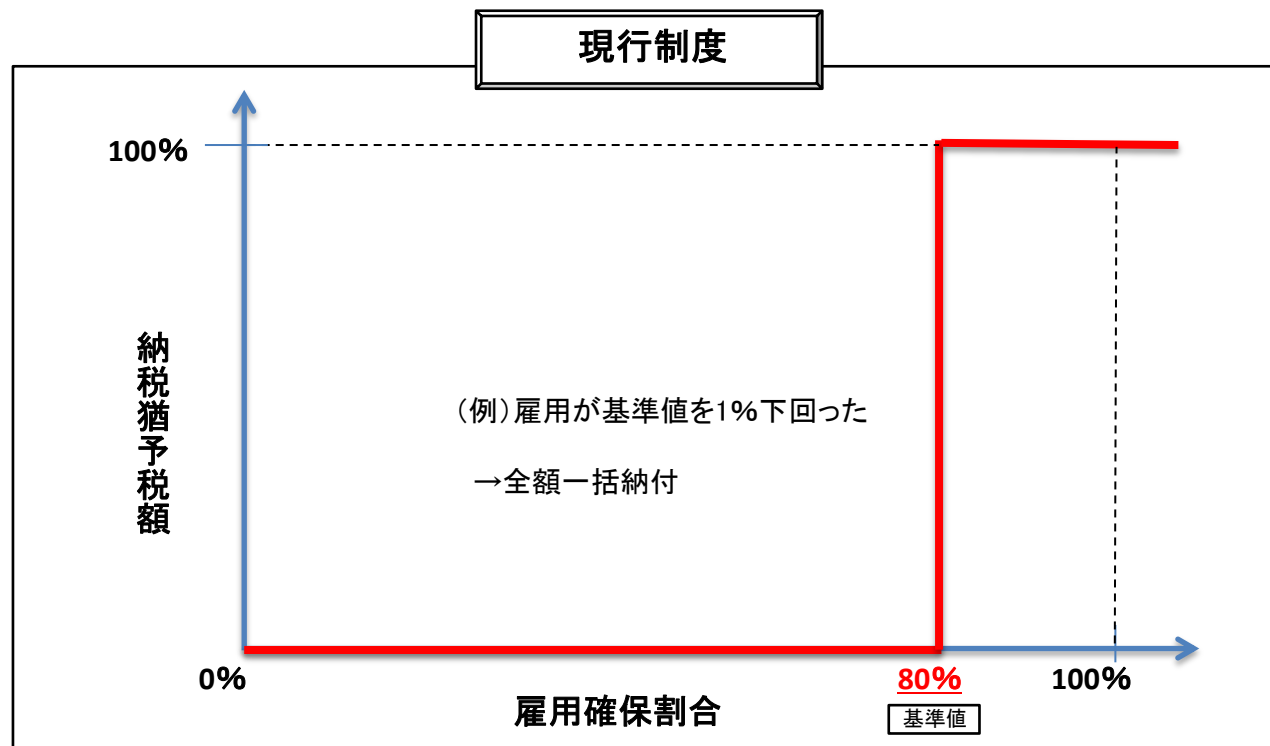 現行制度
100%
納税猶予税額
(例)雇用が基準値を1%下回った
→全額一括納付
0%
80%
100%
雇用確保割合
基準値